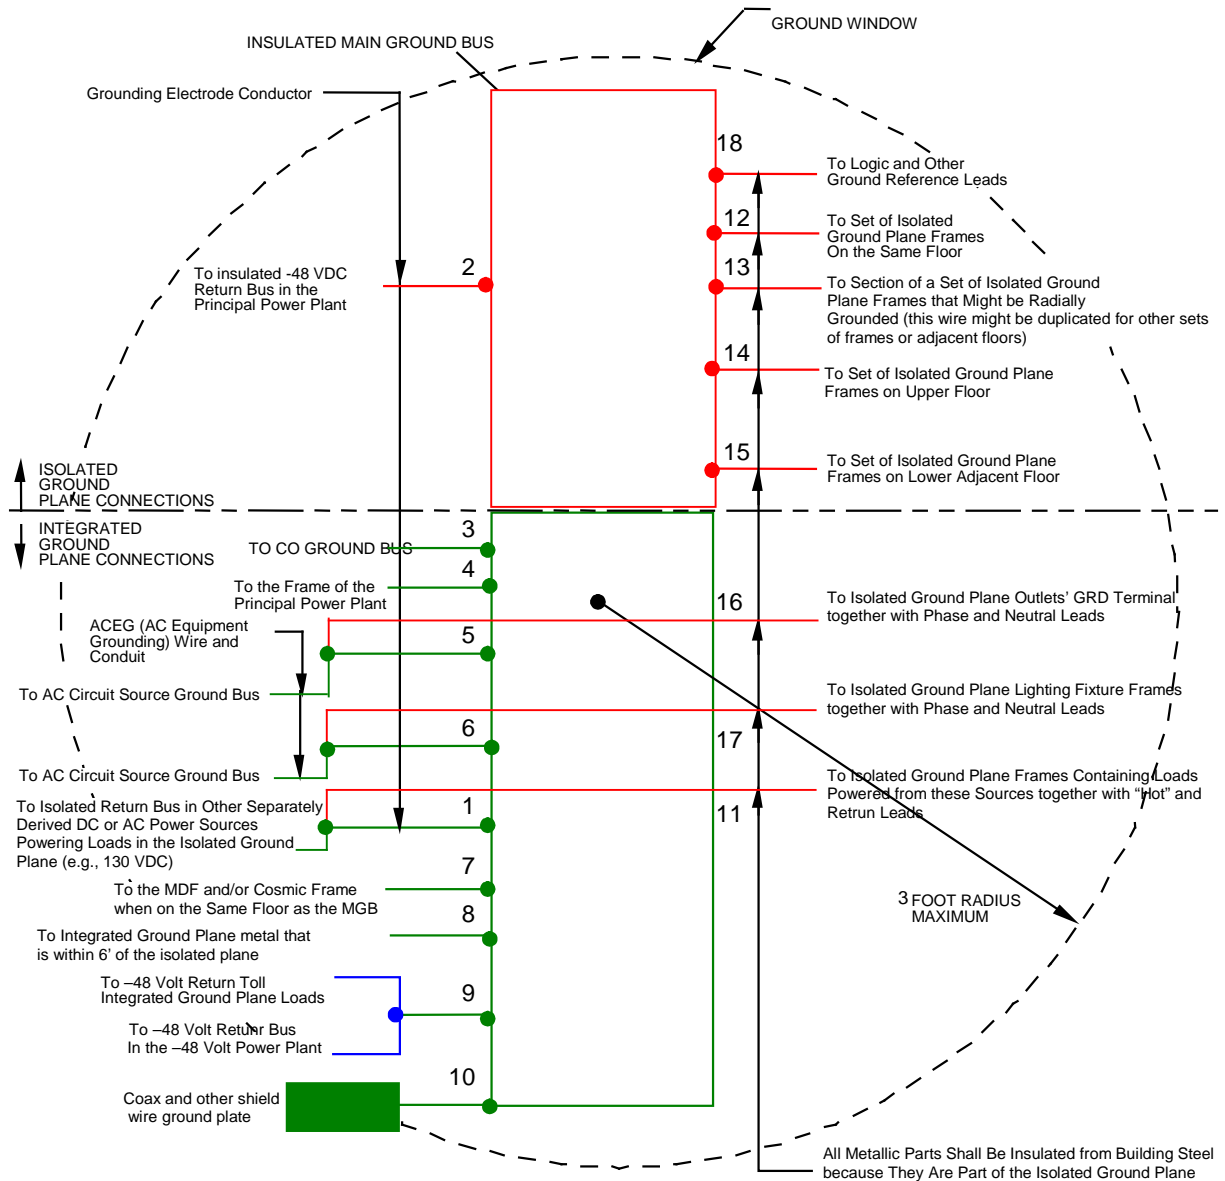 GROUND WINDOW
INSULATED MAIN GROUND BUS
Grounding Electrode Conductor
18
To Logic and Other
Ground Reference Leads
12
To Set of Isolated
Ground Plane Frames
On the Same Floor
2
To insulated -48 VDC
Return Bus in the
Principal Power Plant
13
To Section of a Set of Isolated Ground
Plane Frames that Might be Radially
Grounded (this wire might be duplicated for other sets
of frames or adjacent floors)
14
To Set of Isolated Ground Plane
Frames on Upper Floor
15
To Set of Isolated Ground Plane
Frames on Lower Adjacent Floor
ISOLATED
GROUND
PLANE CONNECTIONS
INTEGRATED
GROUND
PLANE CONNECTIONS
3
TO CO GROUND BUS
4
To the Frame of the
Principal Power Plant
16
To Isolated Ground Plane Outlets' GRD Terminal
together with Phase and Neutral Leads
ACEG (AC Equipment
Grounding) Wire and
Conduit
5
To AC Circuit Source Ground Bus
To Isolated Ground Plane Lighting Fixture Frames
together with Phase and Neutral Leads
6
17
To AC Circuit Source Ground Bus
To Isolated Ground Plane Frames Containing Loads
Powered from these Sources together with “Hot” and
Retrun Leads
To Isolated Return Bus in Other Separately
Derived DC or AC Power Sources
Powering Loads in the Isolated Ground
Plane (e.g., 130 VDC)
1
11
7
To the MDF and/or Cosmic Frame
when on the Same Floor as the MGB
3 FOOT RADIUS
MAXIMUM
8
To Integrated Ground Plane metal that
is within 6' of the isolated plane
To –48 Volt Return Toll
Integrated Ground Plane Loads
9
To –48 Volt Retunr Bus
In the –48 Volt Power Plant
10
Coax and other shield
wire ground plate
All Metallic Parts Shall Be Insulated from Building Steel
because They Are Part of the Isolated Ground Plane